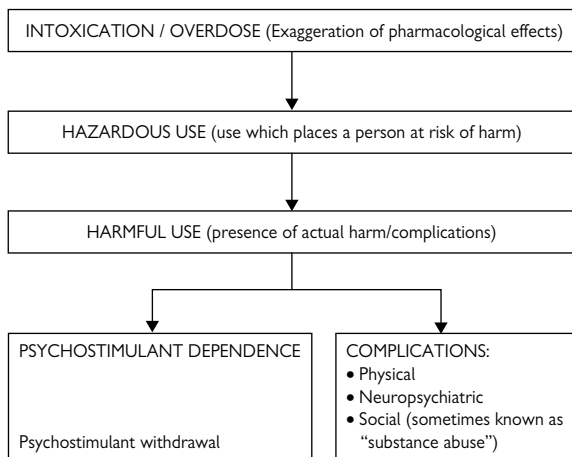 INTOXICATION / OVERDOSE (Exaggeration of pharmacological effects)
HAZARDOUS USE (use which places a person at risk of harm)
HARMFUL USE (presence of actual harm/complications)
PSYCHOSTIMULANT DEPENDENCE
Psychostimulant withdrawal
COMPLICATIONS:
• Physical
• Neuropsychiatric
• Social (sometimes known as
“substance abuse”)